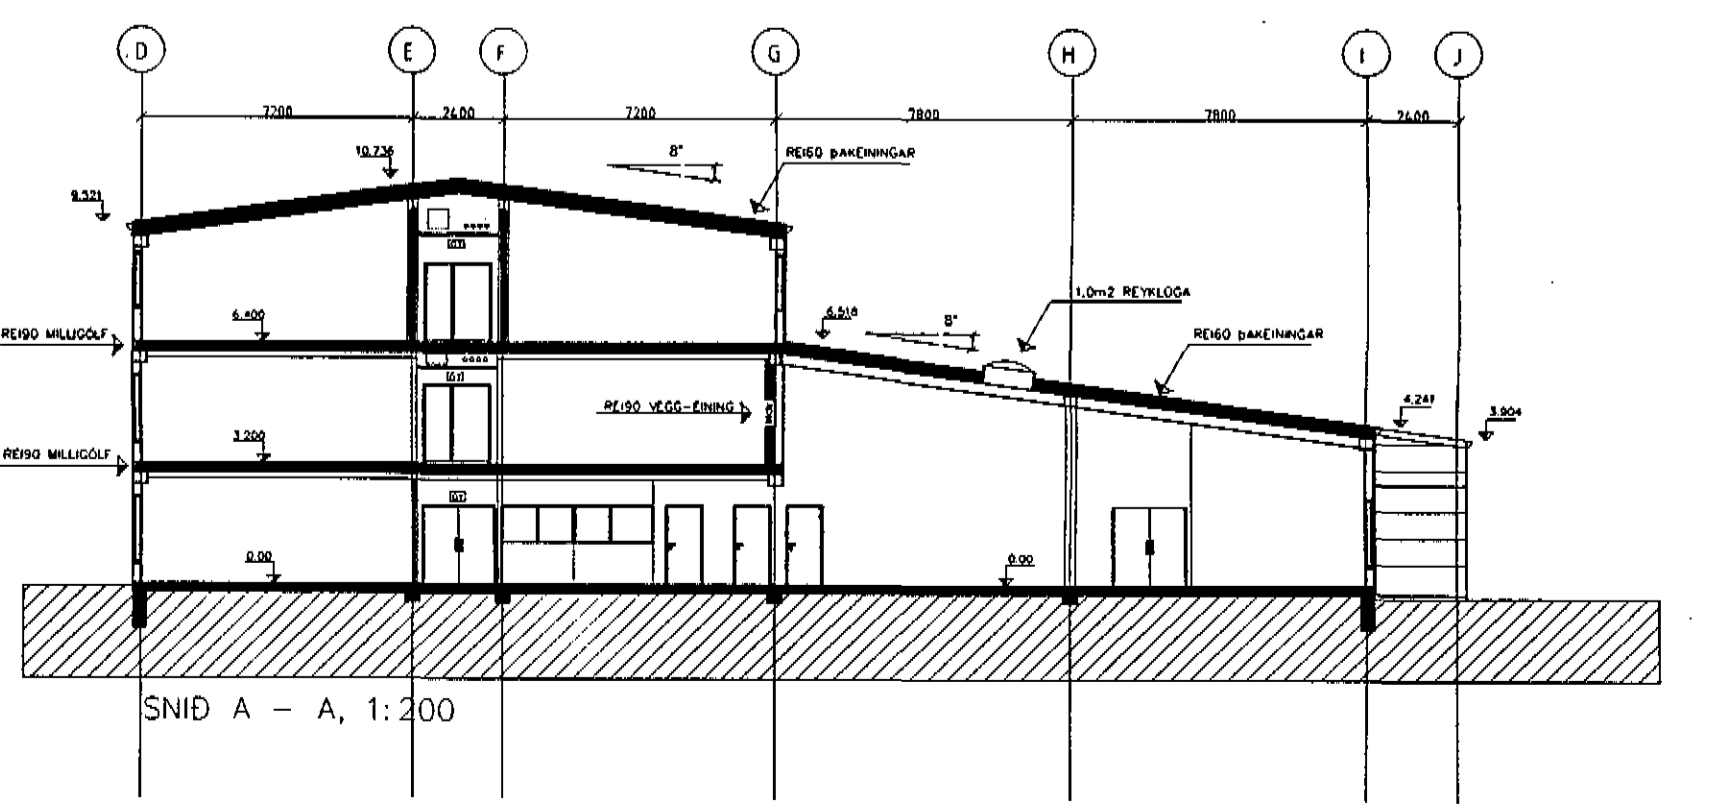 D E F G H I J
7200 2400 7200 7800 7800 2400
10.736
8°
REI60 ÞAKEININGAR
9.521
1,0m2 REYKLÚGA
6.400
6.518
8°
REI90 MILLIGÓLF
REI60 ÞAKEININGAR
REI90 VEGG-EINING
4.241
3.904
3.200
REI90 MILLIGÓLF
0.00
0.00
SNIÐ A - A, 1:200